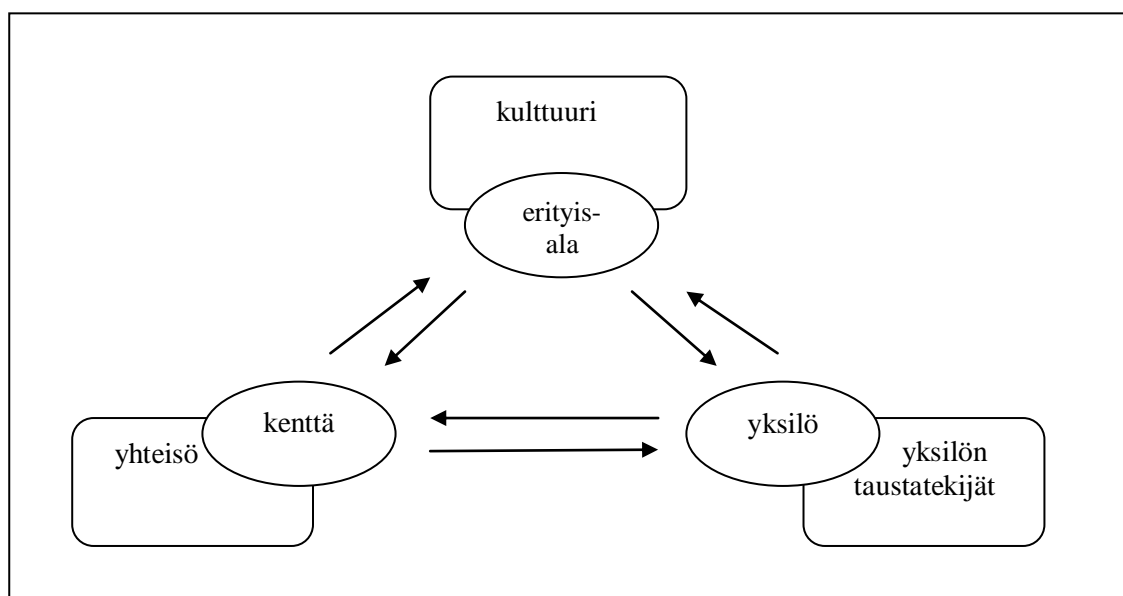 kulttuuri
erityis-
ala
kenttä
yhteisö
yksilö
yksilön
taustatekijät